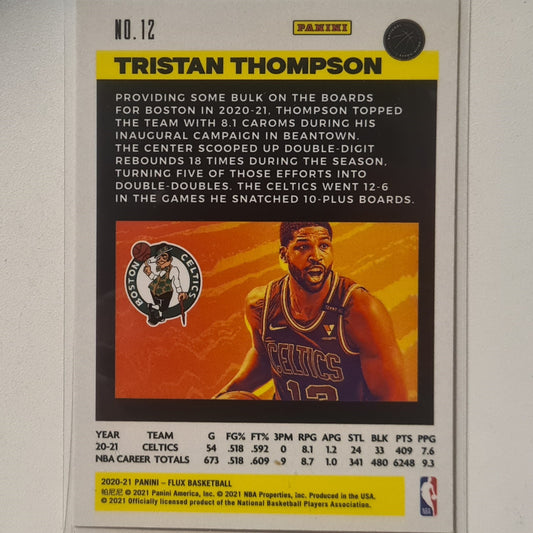 NO. 12
PANINI
TRISTAN THOMPSON
PROVIDING SOME BULK ON THE BOARDS
FOR BOSTON IN 2020-21, THOMPSON TOPPED
THE TEAM WITH 8.1 CAROMS DURING HIS
INAUGURAL CAMPAIGN IN BEANTOWN.
THE CENTER SCOOPED UP DOUBLE-DIGIT
REBOUNDS 18 TIMES DURING THE SEASON,
TURNING FIVE OF THOSE EFFORTS INTO
DOUBLE-DOUBLES. THE CELTICS WENT 12-6
IN THE GAMES HE SNATCHED 10-PLUS BOARDS.
BOSTON CELTICS
CELTICS
13
YEAR TEAM G FG% FT% 3PM RPG APG STL BLK PTS PPG
20-21 CELTICS 54 .518 .592 0 8.1 1.2 24 33 409 7.6
NBA CAREER TOTALS 673 .518 .609 9 8.7 1.0 341 480 6248 9.3
2020-21 PANINI – FLUX BASKETBALL
帕尼尼 © 2021 Panini America, Inc. © 2021 NBA Properties, Inc. Produced in the USA.
© 2021 Officially licensed product of the National Basketball Players Association.
NBA